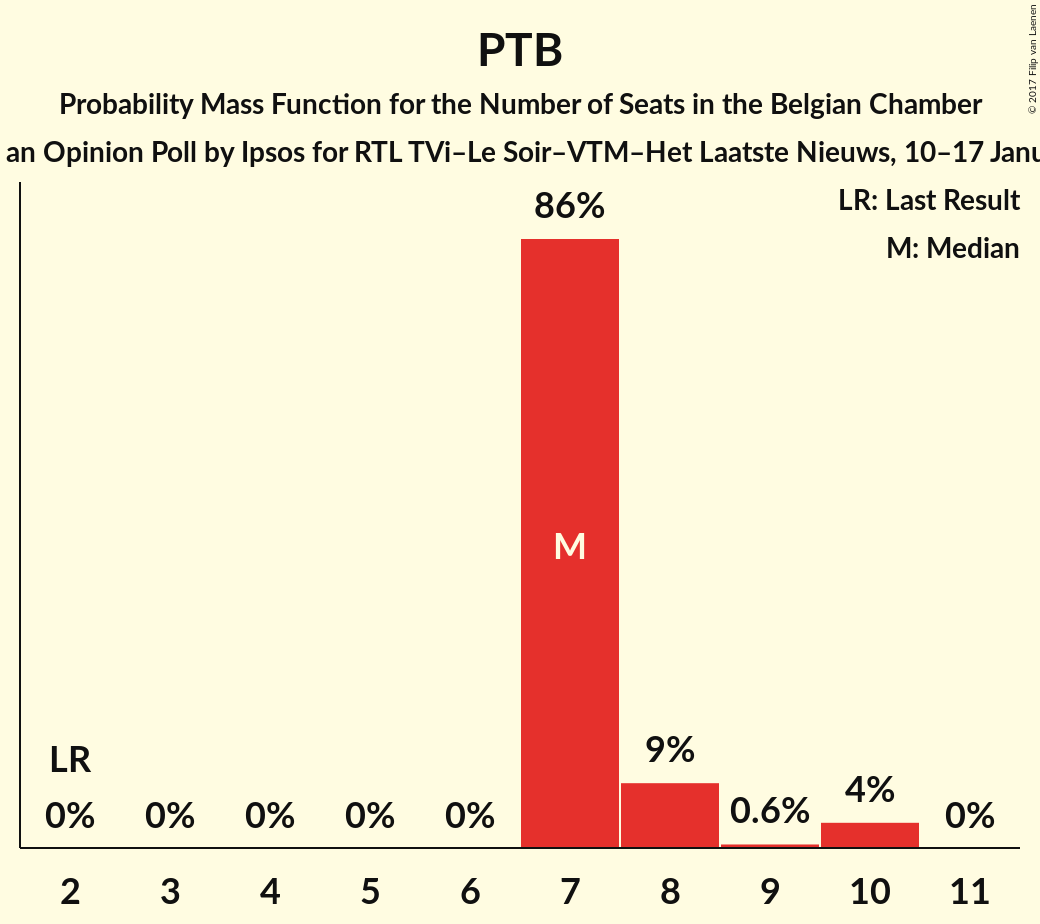 PTB
Probability Mass Function for the Number of Seats in the Belgian Chamber
an Opinion Poll by Ipsos for RTL TVi–Le Soir–VTM–Het Laatste Nieuws, 10–17 Janu
© 2017 Filip van Laenen
LR: Last Result
M: Median
86%
M
LR
9%
4%
0% 0% 0% 0% 0% 0.6% 0%
2 3 4 5 6 7 8 9 10 11